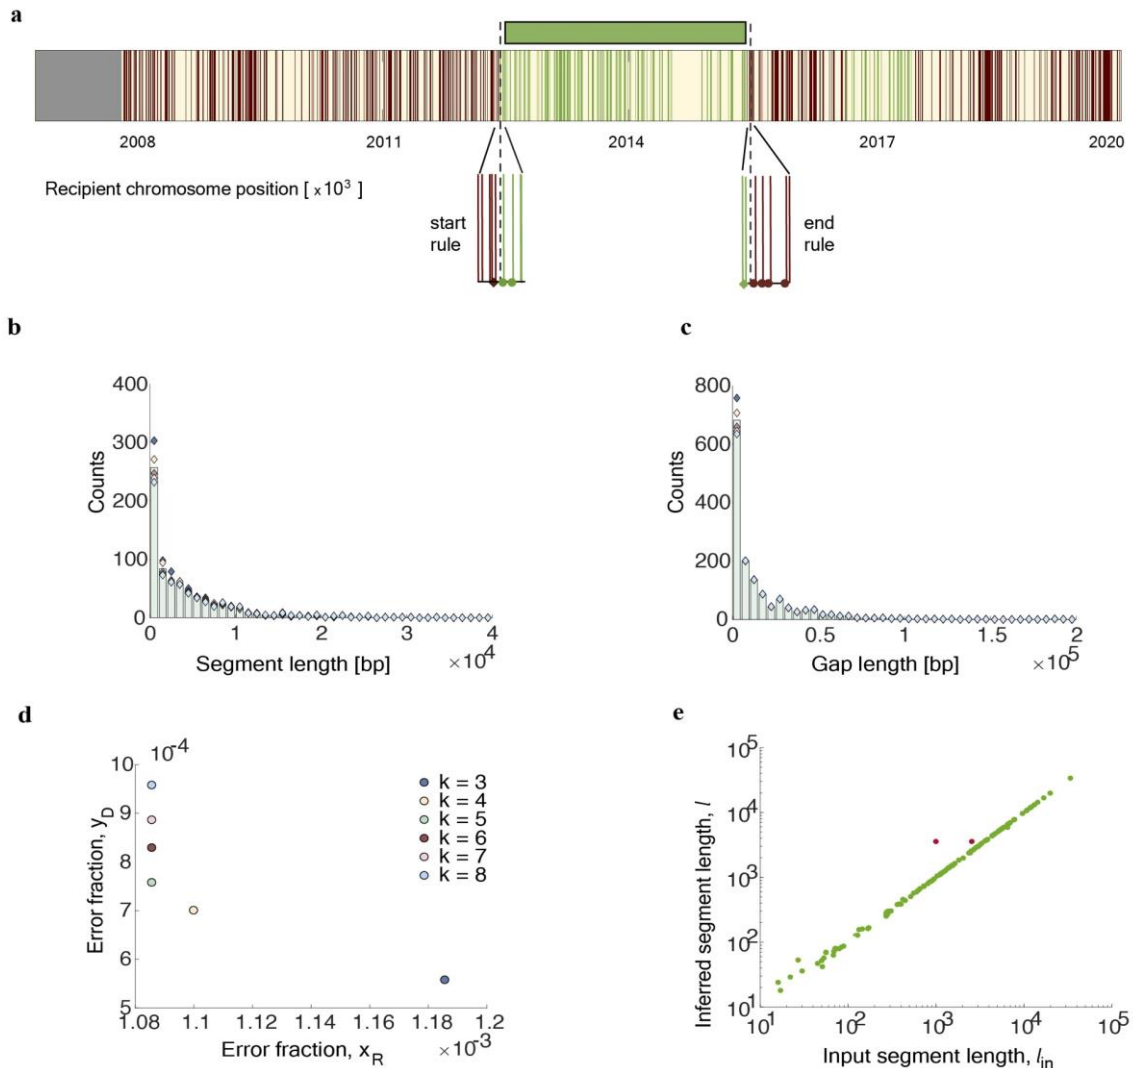 a
2008 2011 2014 2017 2020
Recipient chromosome position [ ×10³ ]
start
rule
end
rule
b
400
300
200
100
0
Counts
0 1 2 3 4
×10⁴
Segment length [bp]
c
800
600
400
200
0
Counts
0 0.5 1 1.5 2
×10⁵
Gap length [bp]
d
10⁻⁴
10
9
8
7
6
5
Error fraction, y_D
k = 3
k = 4
k = 5
k = 6
k = 7
k = 8
1.08 1.1 1.12 1.14 1.16 1.18 1.2
×10⁻³
Error fraction, x_R
e
10⁵
10⁴
10³
10²
10¹
Inferred segment length, l
10¹ 10² 10³ 10⁴ 10⁵
Input segment length, l_in